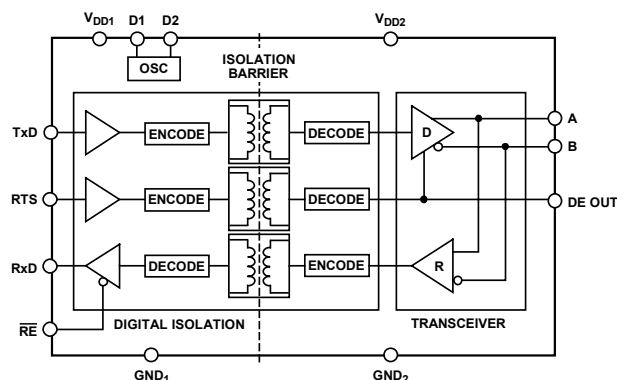 VDD1 D1 D2 VDD2
OSC
ISOLATION
BARRIER
TxD ENCODE DECODE D A
B
RTS ENCODE DECODE DE OUT
RxD DECODE ENCODE R
RE
DIGITAL ISOLATION TRANSCEIVER
GND1 GND2